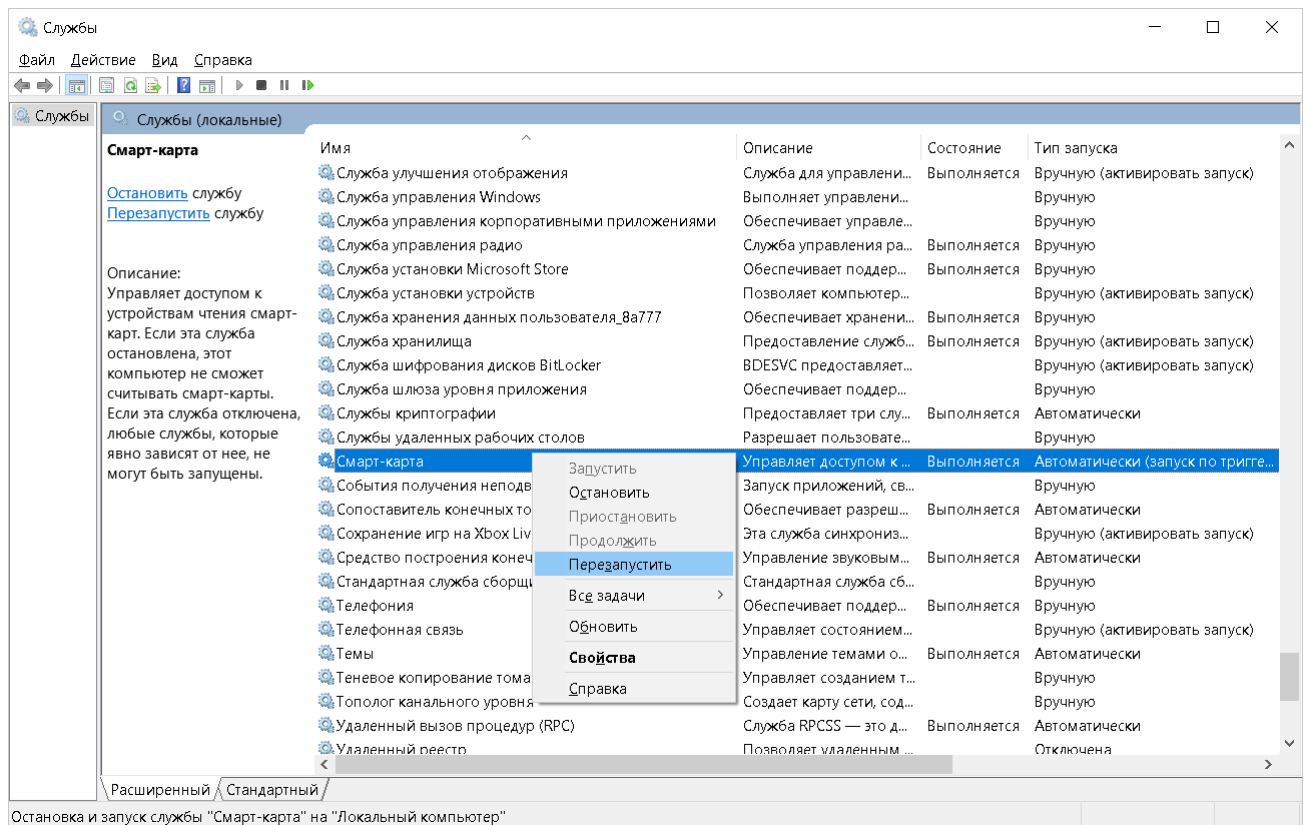 Службы
Файл Действие Вид Справка
Службы
Службы (локальные)
Смарт-карта
Остановить службу
Перезапустить службу
Описание:
Управляет доступом к
устройствам чтения смарт-
карт. Если эта служба
остановлена, этот
компьютер не сможет
считывать смарт-карты.
Если эта служба отключена,
любые службы, которые
явно зависят от нее, не
могут быть запущены.
Имя Описание Состояние Тип запуска
Служба улучшения отображения Служба для управлени... Выполняется Вручную (активировать запуск)
Служба управления Windows Выполняет управлени... Вручную
Служба управления корпоративными приложениями Обеспечивает управле... Вручную
Служба управления радио Служба управления ра... Выполняется Вручную
Служба установки Microsoft Store Обеспечивает поддер... Выполняется Вручную
Служба установки устройств Позволяет компьютер... Вручную (активировать запуск)
Служба хранения данных пользователя_8a777 Обеспечивает хранени... Выполняется Вручную
Служба хранилища Предоставление служб... Выполняется Вручную (активировать запуск)
Служба шифрования дисков BitLocker BDESVC предоставляет... Вручную (активировать запуск)
Служба шлюза уровня приложения Обеспечивает поддер... Вручную
Службы криптографии Предоставляет три слу... Выполняется Автоматически
Службы удаленных рабочих столов Разрешает пользовате... Вручную
Смарт-карта Управляет доступом к ... Выполняется Автоматически (запуск по тригге...
События получения неподв Запуск приложений, св... Вручную
Сопоставитель конечных то Обеспечивает разреш... Выполняется Автоматически
Сохранение игр на Xbox Liv Эта служба синхрониз... Вручную
Средство построения конеч Управление звуковым... Выполняется Автоматически
Стандартная служба сборщи Стандартная служба сб... Вручную
Телефония Обеспечивает поддер... Выполняется Вручную
Телефонная связь Управляет состоянием... Вручную (активировать запуск)
Темы Управление темами о... Выполняется Автоматически
Теневое копирование тома Управляет созданием т... Вручную
Тополог канального уровня Создает карту сети, сод... Вручную
Удаленный вызов процедур (RPC) Служба RPCSS — это д... Выполняется Автоматически
Удаленный реестр Позволяет удаленным ... Отключена
Запустить
Остановить
Приостановить
Продолжить
Перезапустить
Все задачи
Обновить
Свойства
Справка
Расширенный Стандартный
Остановка и запуск службы "Смарт-карта" на "Локальный компьютер"